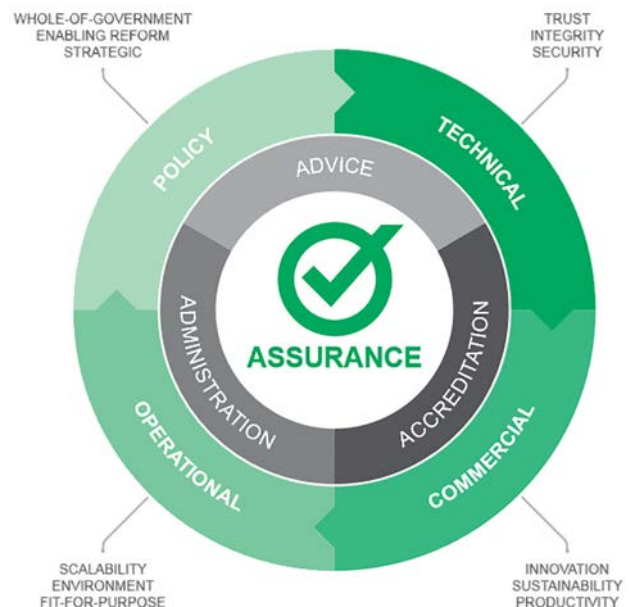 WHOLE-OF-GOVERNMENT
ENABLING REFORM
STRATEGIC
TRUST
INTEGRITY
SECURITY
POLICY
TECHNICAL
ADVICE
ADMINISTRATION
ACCREDITATION
ASSURANCE
OPERATIONAL
COMMERCIAL
SCALABILITY
ENVIRONMENT
FIT-FOR-PURPOSE
INNOVATION
SUSTAINABILITY
PRODUCTIVITY